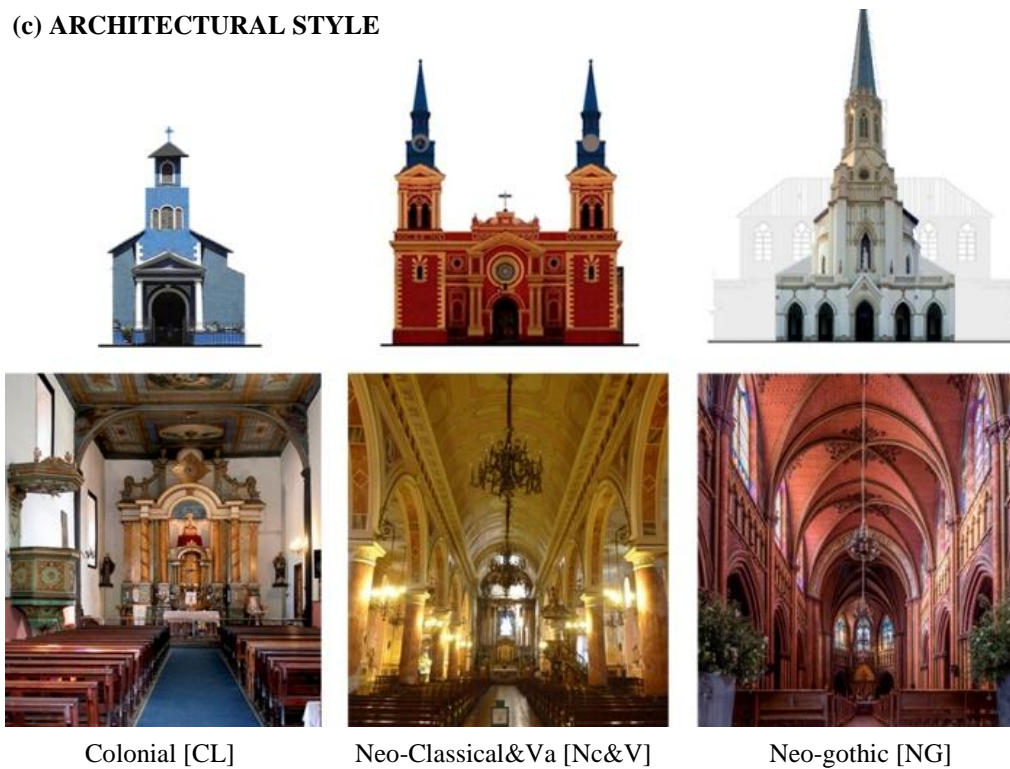 (c) ARCHITECTURAL STYLE
Colonial [CL]
Neo-Classical&Va [Nc&V]
Neo-gothic [NG]